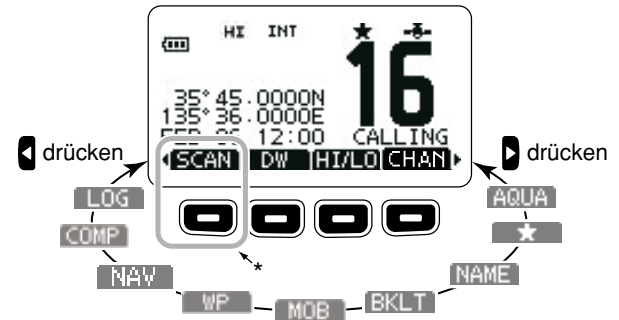 HI INT
16
35°45.0000N
135°36.0000E
FEB 06 12:00 CALLING
drücken
SCAN DW HI/LO CHAN
drücken
LOG
AQUA
COMP
★
*
NAV
NAME
WP
BKLT
MOB